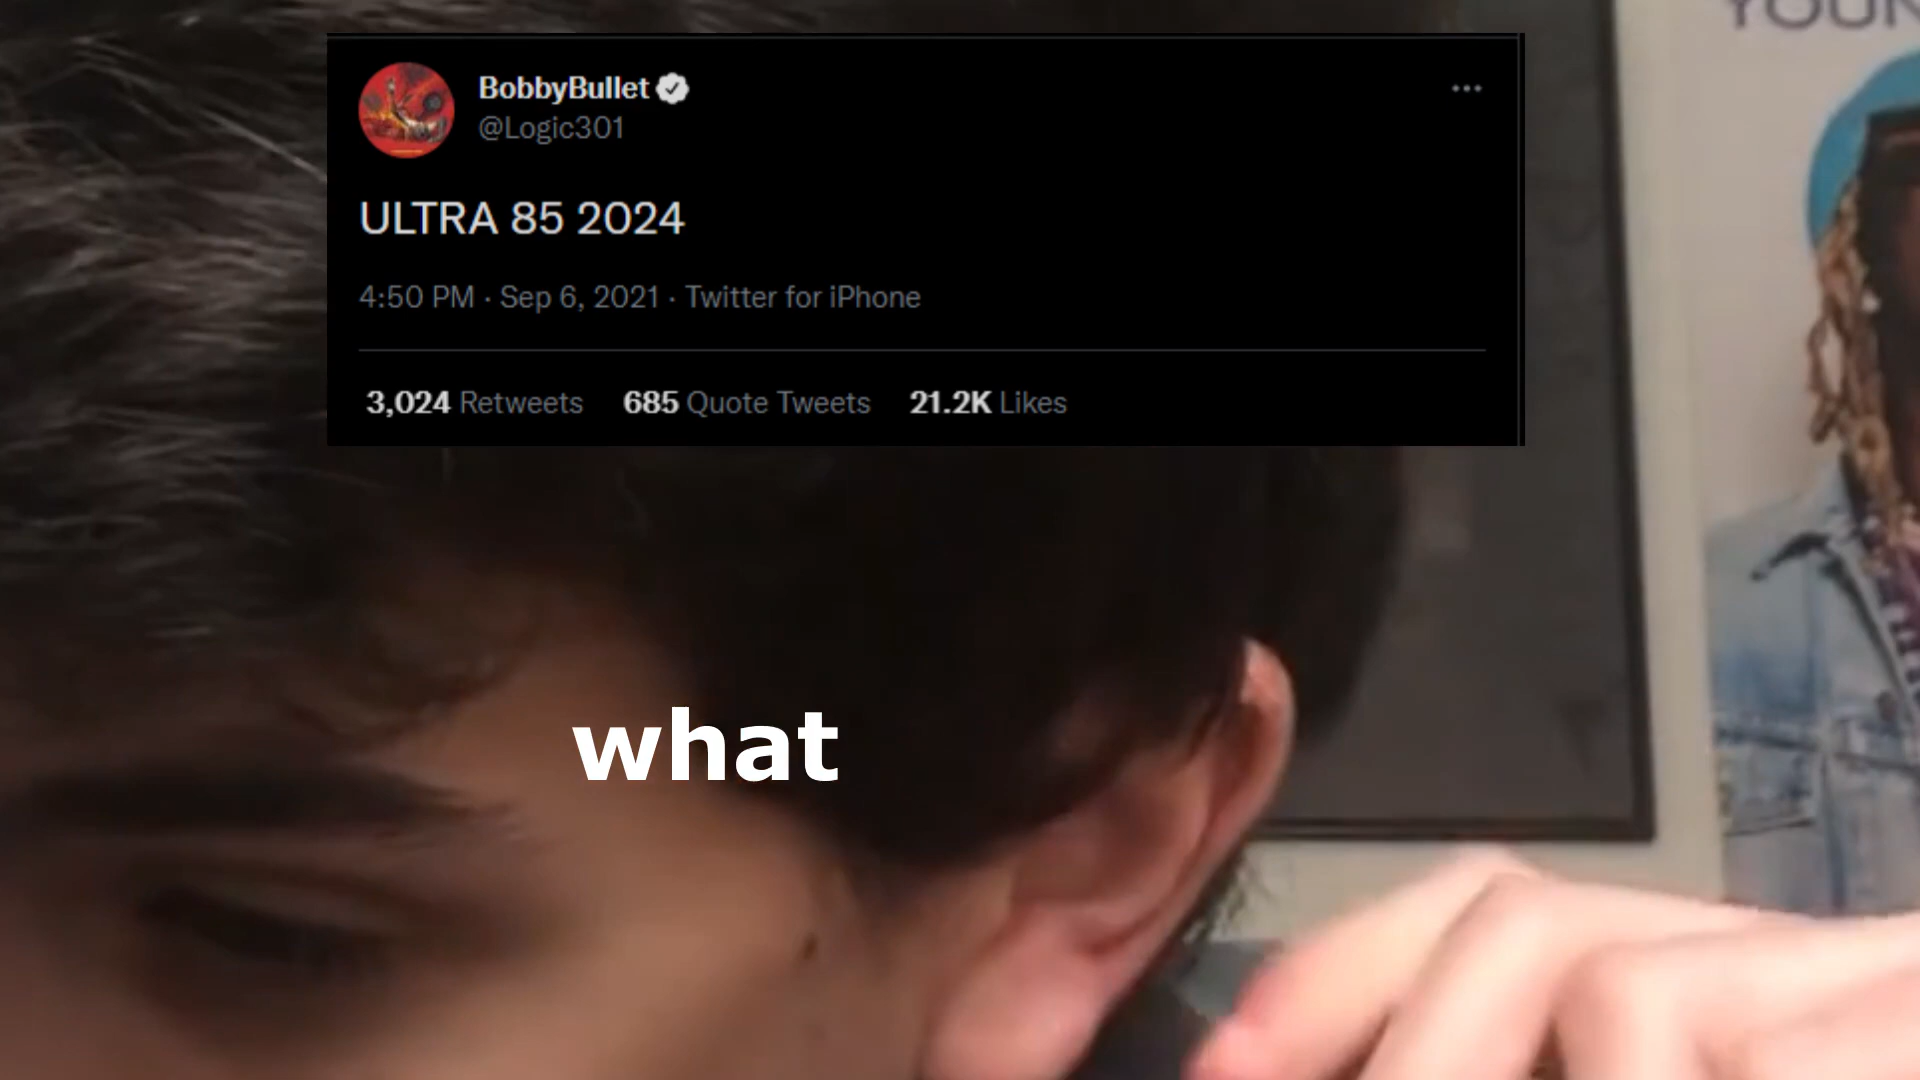 YOUN
BobbyBullet
@Logic301
ULTRA 85 2024
4:50 PM · Sep 6, 2021 · Twitter for iPhone
3,024 Retweets 685 Quote Tweets 21.2K Likes
what